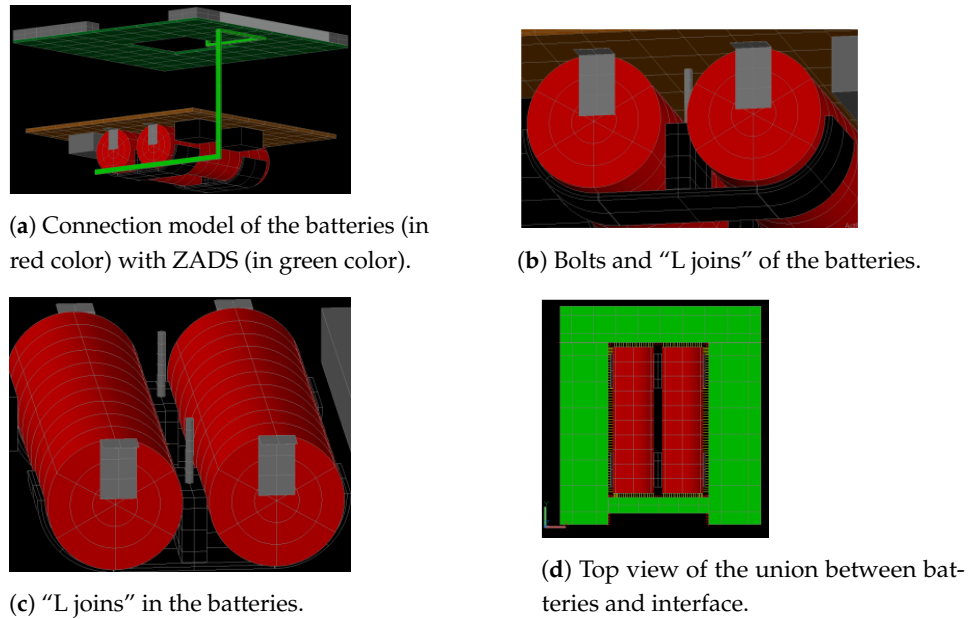 (a) Connection model of the batteries (in
red color) with ZADS (in green color).
(b) Bolts and “L joins” of the batteries.
(c) “L joins” in the batteries.
(d) Top view of the union between bat-
teries and interface.